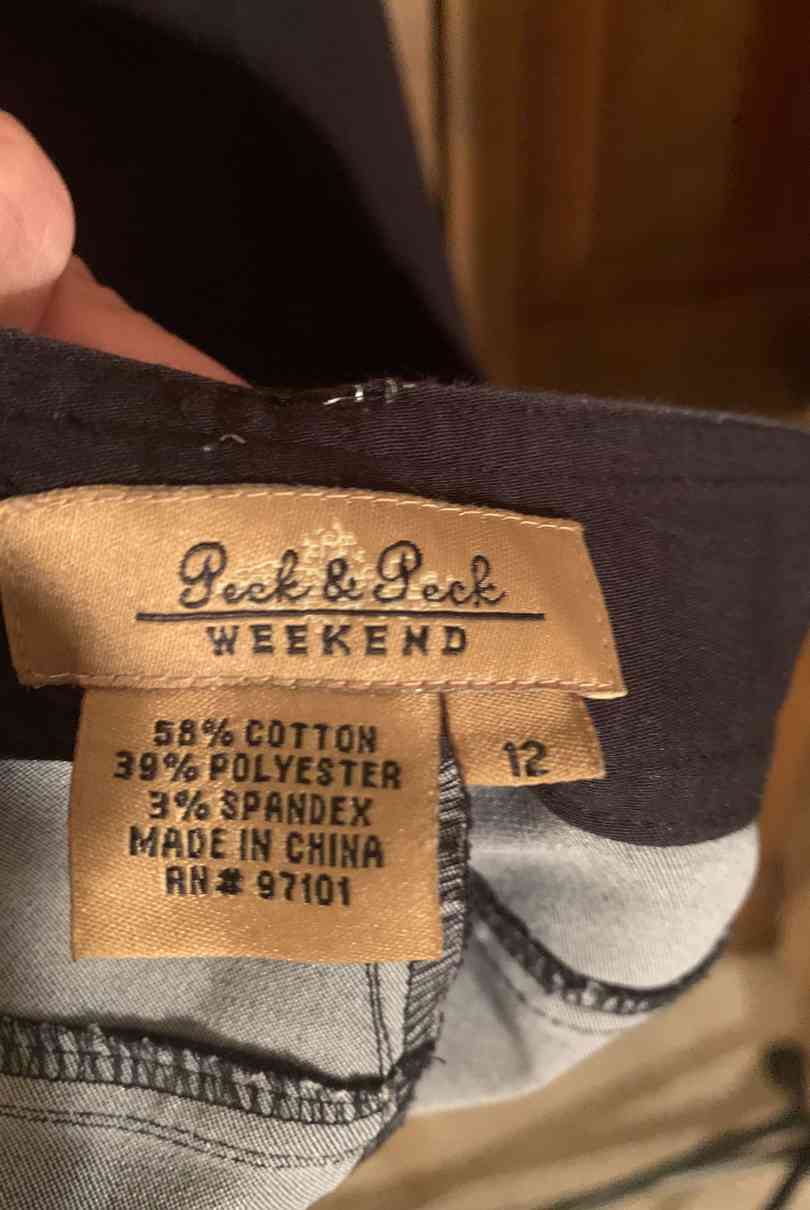 Peck & Peck
WEEKEND
58% COTTON
39% POLYESTER
3% SPANDEX
MADE IN CHINA
RN# 97101
12